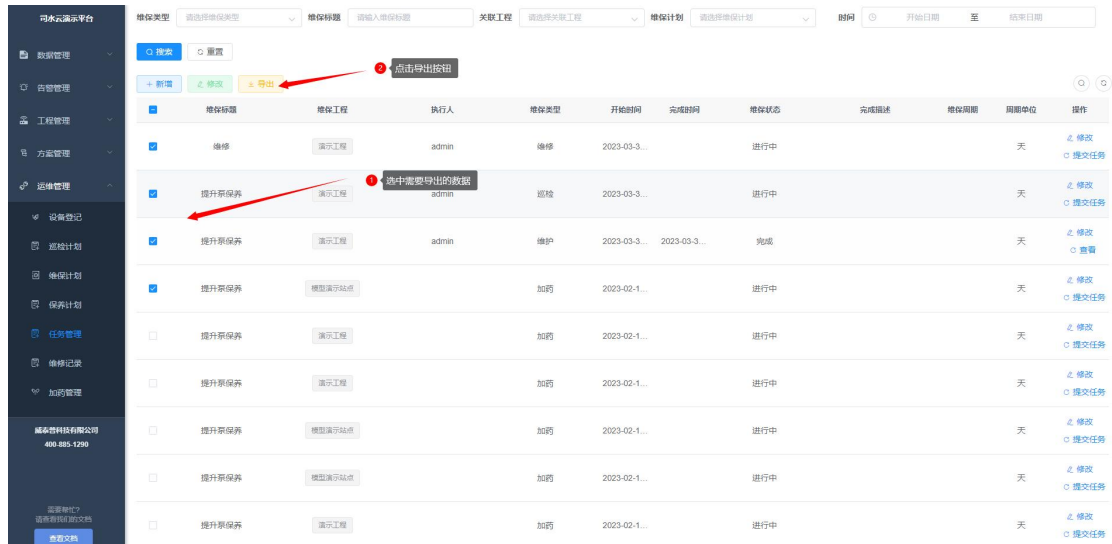 司水云演示平台
维保类型 请选择维保类型 维保标题 请输入维保标题 关联工程 请选择关联工程 维保计划 请选择维保计划 时间 开始日期 至 结束日期
数据管理
搜索 重置
2 点击导出按钮
告警管理
+ 新增 修改 导出
维保标题 维保工程 执行人 维保类型 开始时间 完成时间 维保状态 完成描述 维保周期 周期单位 操作
工程管理
维修 演示工程 admin 维修 2023-03-3... 进行中 天 修改
提交任务
方案管理
1 选中需要导出的数据
运维管理
提升泵保养 演示工程 admin 巡检 2023-03-3... 进行中 天 修改
提交任务
设备登记
提升泵保养 演示工程 admin 维护 2023-03-3... 2023-03-3... 完成 天 修改
查看
巡检计划
维保计划
提升泵保养 模型演示站点 加药 2023-02-1... 进行中 天 修改
提交任务
保养计划
任务管理
提升泵保养 演示工程 加药 2023-02-1... 进行中 天 修改
提交任务
维修记录
提升泵保养 演示工程 加药 2023-02-1... 进行中 天 修改
提交任务
加药管理
威泰普科技有限公司
400-885-1290
提升泵保养 模型演示站点 加药 2023-02-1... 进行中 天 修改
提交任务
提升泵保养 模型演示站点 加药 2023-02-1... 进行中 天 修改
提交任务
需要帮忙?
请查看我们的文档
提升泵保养 演示工程 加药 2023-02-1... 进行中 天 修改
提交任务
查看文档